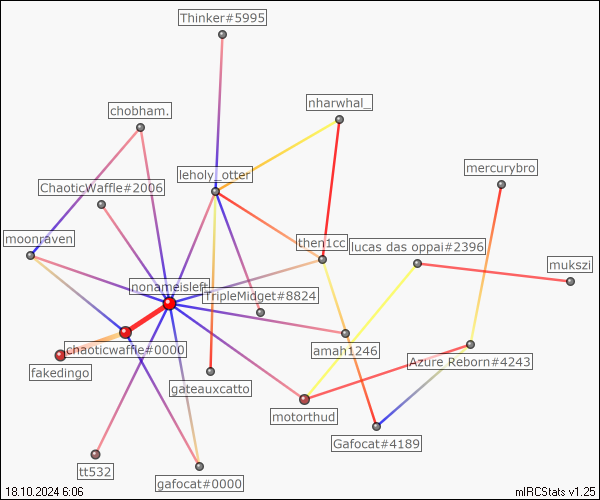 Thinker#5995
nharwhal_
chobham.
mercurybro
leholy_otter
ChaoticWaffle#2006
moonraven
then1cc
lucas das oppai#2396
mukszi
nonameisleft
TripleMidget#8824
chaoticwaffle#0000
amah1246
Azure Reborn#4243
fakedingo
gateauxcatto
motorthud
Gafocat#4189
tt532
gafocat#0000
18.10.2024 6:06
mIRCStats v1.25